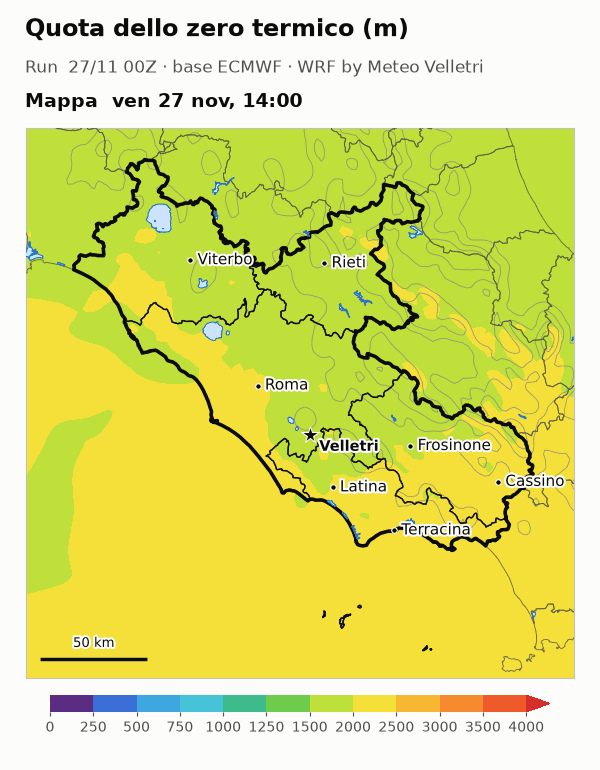 Quota dello zero termico (m)
Run  27/11 00Z · base ECMWF · WRF by Meteo Velletri
Mappa  ven 27 nov, 14:00
Viterbo
Rieti
Roma
Velletri
Frosinone
Latina
Cassino
Terracina
50 km
0 250 500 750 1000 1250 1500 2000 2500 3000 3500 4000